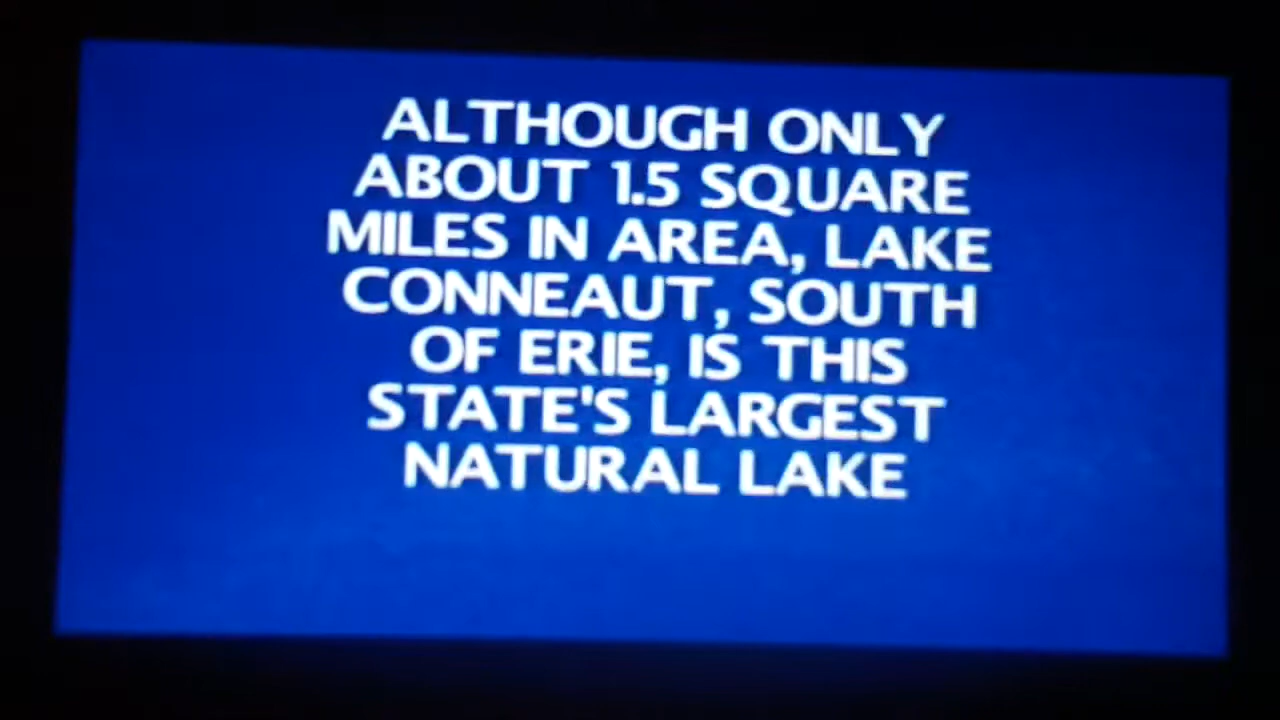 ALTHOUGH ONLY
ABOUT 1.5 SQUARE
MILES IN AREA, LAKE
CONNEAUT, SOUTH
OF ERIE, IS THIS
STATE'S LARGEST
NATURAL LAKE